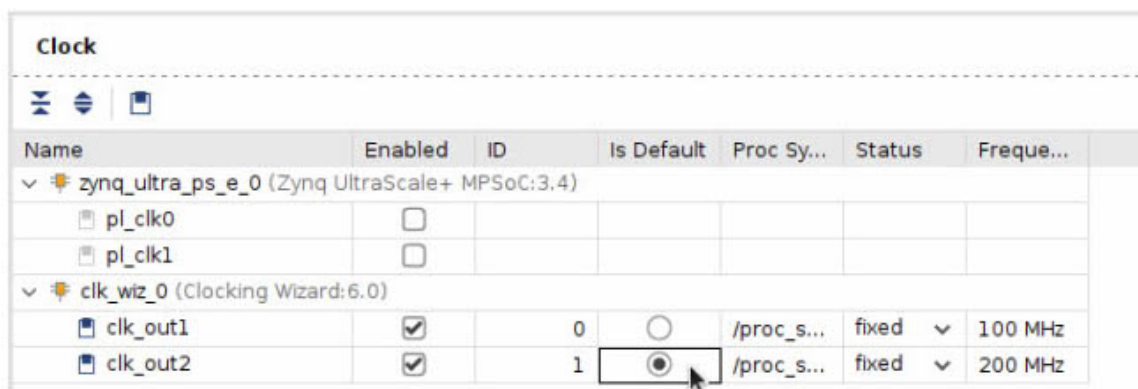 Clock
Name Enabled ID Is Default Proc Sy... Status Freque...
zynq_ultra_ps_e_0 (Zynq UltraScale+ MPSoC:3.4)
pl_clk0
pl_clk1
clk_wiz_0 (Clocking Wizard:6.0)
clk_out1 0 /proc_s... fixed 100 MHz
clk_out2 1 /proc_s... fixed 200 MHz